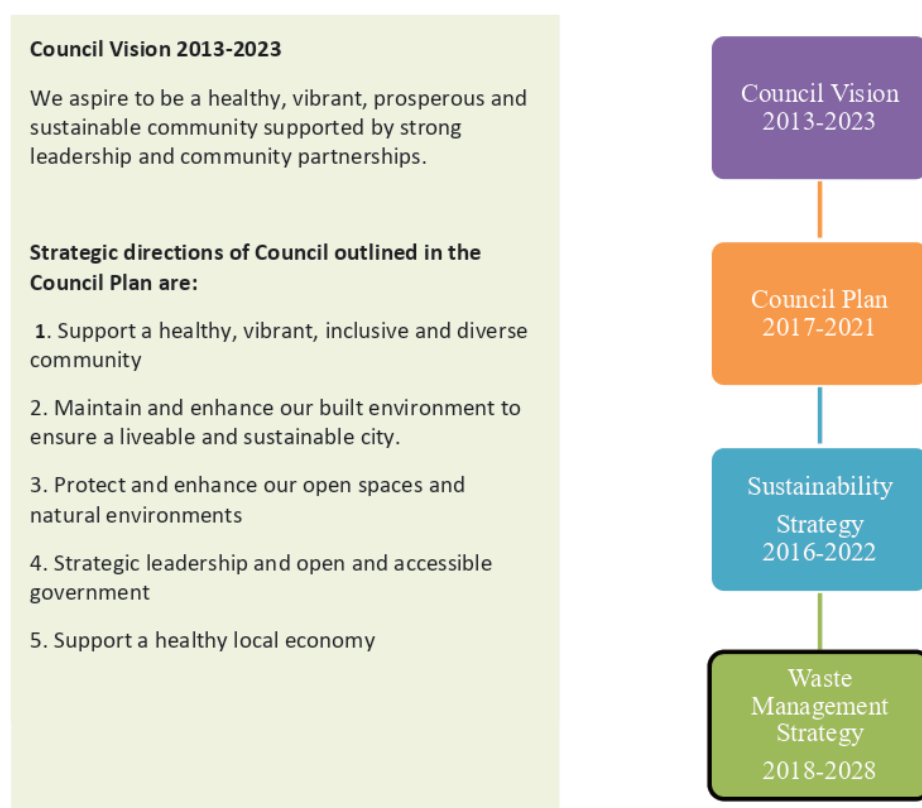 Council Vision 2013-2023
We aspire to be a healthy, vibrant, prosperous and
sustainable community supported by strong
leadership and community partnerships.
Strategic directions of Council outlined in the
Council Plan are:
1. Support a healthy, vibrant, inclusive and diverse
community
2. Maintain and enhance our built environment to
ensure a liveable and sustainable city.
3. Protect and enhance our open spaces and
natural environments
4. Strategic leadership and open and accessible
government
5. Support a healthy local economy
Council Vision
2013-2023
Council Plan
2017-2021
Sustainability
Strategy
2016-2022
Waste
Management
Strategy
2018-2028